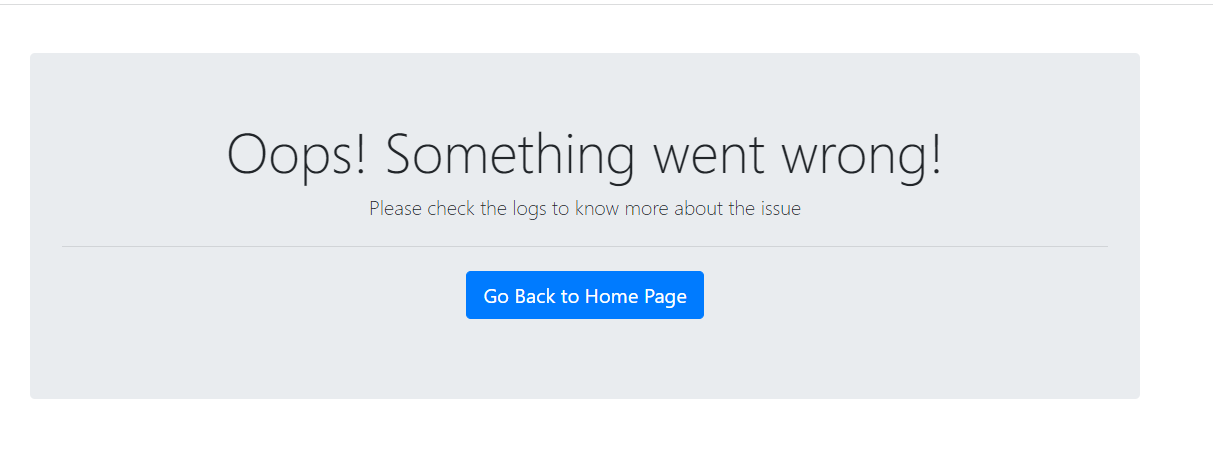 Oops! Something went wrong!
Please check the logs to know more about the issue
Go Back to Home Page